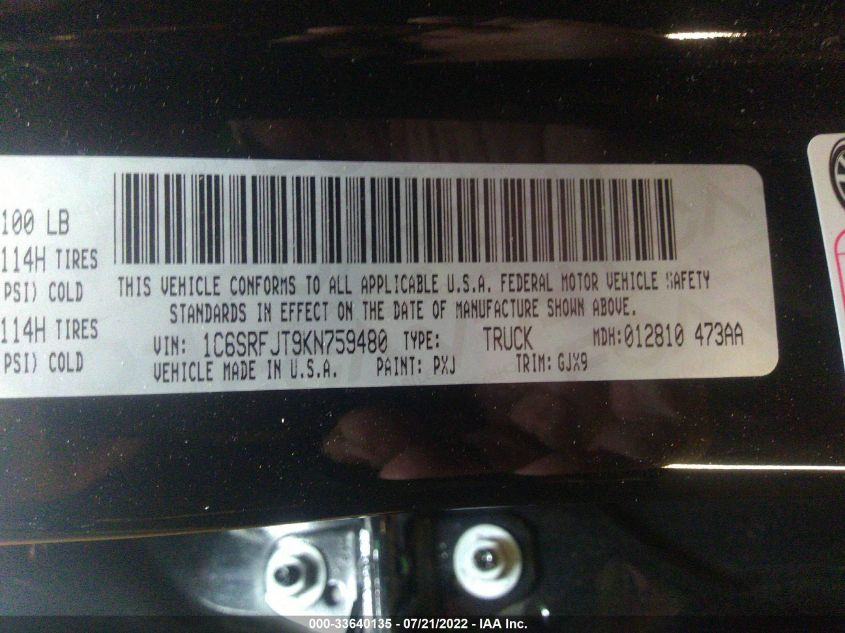 100 LB
114H TIRES
PSI) COLD
114H TIRES
PSI) COLD
THIS VEHICLE CONFORMS TO ALL APPLICABLE U.S.A. FEDERAL MOTOR VEHICLE SAFETY
STANDARDS IN EFFECT ON THE DATE OF MANUFACTURE SHOWN ABOVE.
VIN: 1C6SRFJT9KN759480 TYPE: TRUCK MDH:012810 473AA
VEHICLE MADE IN U.S.A. PAINT: PXJ TRIM: GJX9
000-33640135 - 07/21/2022 - IAA Inc.